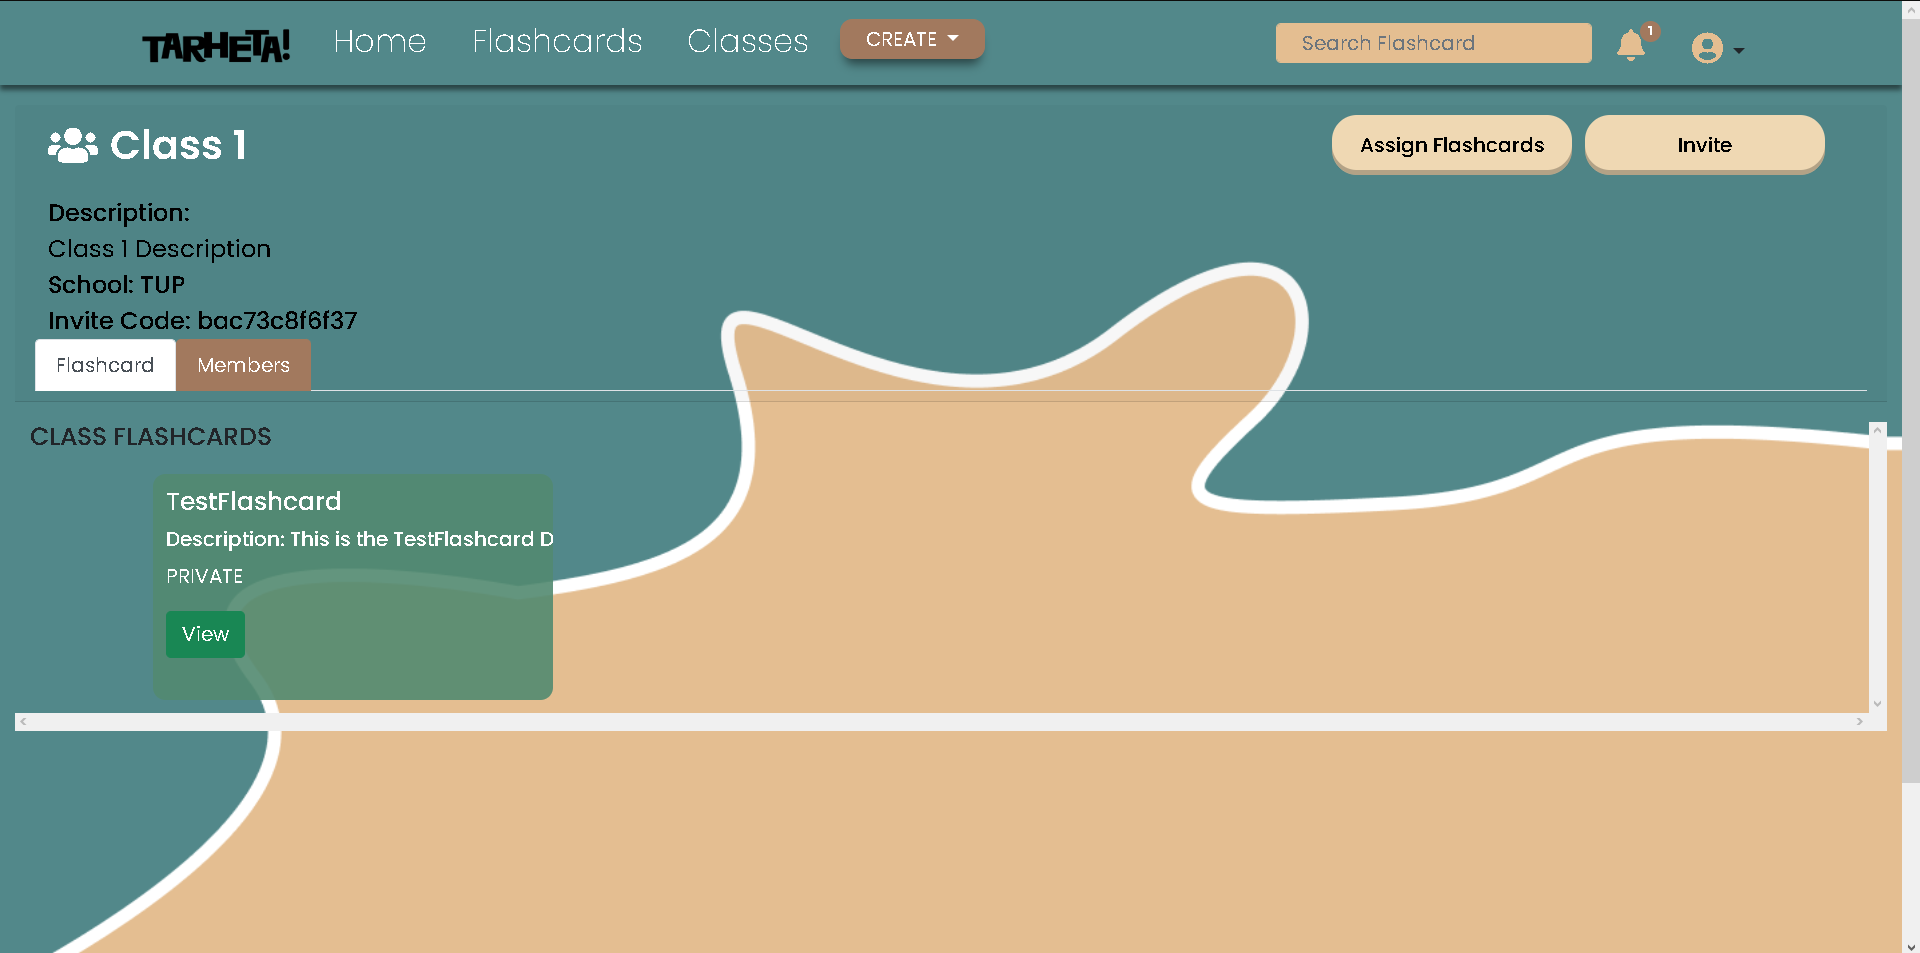 TARHETA!
Home
Flashcards
Classes
CREATE
Search Flashcard
1
Class 1
Assign Flashcards
Invite
Description:
Class 1 Description
School: TUP
Invite Code: bac73c8f6f37
Flashcard
Members
CLASS FLASHCARDS
TestFlashcard
Description: This is the TestFlashcard D
PRIVATE
View